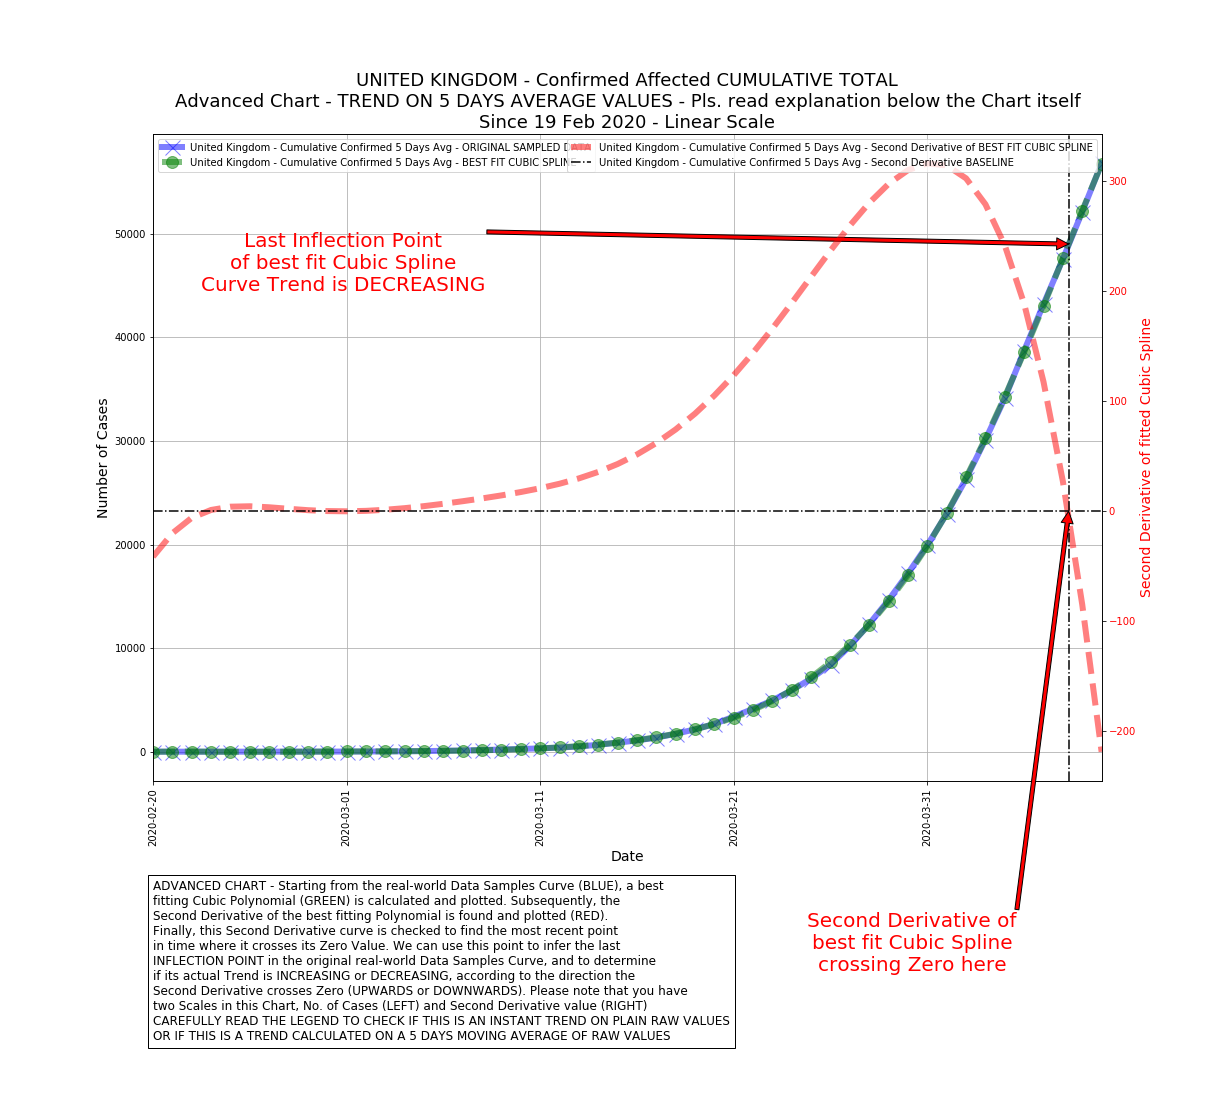 UNITED KINGDOM - Confirmed Affected CUMULATIVE TOTAL
Advanced Chart - TREND ON 5 DAYS AVERAGE VALUES - Pls. read explanation below the Chart itself
Since 19 Feb 2020 - Linear Scale
United Kingdom - Cumulative Confirmed 5 Days Avg - ORIGINAL SAMPLED DATA
United Kingdom - Cumulative Confirmed 5 Days Avg - BEST FIT CUBIC SPLINE
United Kingdom - Cumulative Confirmed 5 Days Avg - Second Derivative of BEST FIT CUBIC SPLINE
United Kingdom - Cumulative Confirmed 5 Days Avg - Second Derivative BASELINE
Last Inflection Point
of best fit Cubic Spline
Curve Trend is DECREASING
Number of Cases
50000
40000
30000
20000
10000
0
300
200
100
0
−100
−200
Second Derivative of fitted Cubic Spline
2020-02-20
2020-03-01
2020-03-11
2020-03-21
2020-03-31
Date
ADVANCED CHART - Starting from the real-world Data Samples Curve (BLUE), a best
fitting Cubic Polynomial (GREEN) is calculated and plotted. Subsequently, the
Second Derivative of the best fitting Polynomial is found and plotted (RED).
Finally, this Second Derivative curve is checked to find the most recent point
in time where it crosses its Zero Value. We can use this point to infer the last
INFLECTION POINT in the original real-world Data Samples Curve, and to determine
if its actual Trend is INCREASING or DECREASING, according to the direction the
Second Derivative crosses Zero (UPWARDS or DOWNWARDS). Please note that you have
two Scales in this Chart, No. of Cases (LEFT) and Second Derivative value (RIGHT)
CAREFULLY READ THE LEGEND TO CHECK IF THIS IS AN INSTANT TREND ON PLAIN RAW VALUES
OR IF THIS IS A TREND CALCULATED ON A 5 DAYS MOVING AVERAGE OF RAW VALUES
Second Derivative of
best fit Cubic Spline
crossing Zero here